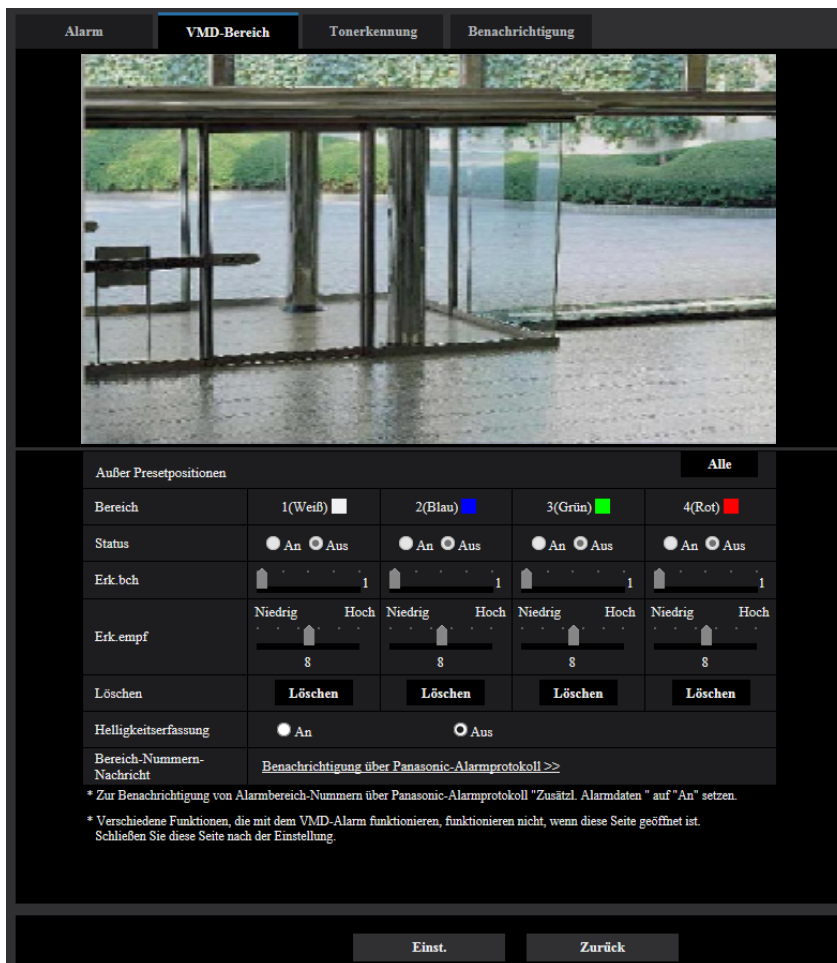 Alarm VMD-Bereich Tonerkennung Benachrichtigung
Außer Presetpositionen Alle
Bereich 1(Weiß) 2(Blau) 3(Grün) 4(Rot)
Status An Aus An Aus An Aus An Aus
Erk.bch 1 1 1 1
Niedrig Hoch Niedrig Hoch Niedrig Hoch Niedrig Hoch
Erk.empf
8 8 8 8
Löschen Löschen Löschen Löschen Löschen
Helligkeitserfassung An Aus
Bereich-Nummern-
Nachricht Benachrichtigung über Panasonic-Alarmprotokoll >>
* Zur Benachrichtigung von Alarmbereich-Nummern über Panasonic-Alarmprotokoll "Zusätzl. Alarmdaten " auf "An" setzen.
* Verschiedene Funktionen, die mit dem VMD-Alarm funktionieren, funktionieren nicht, wenn diese Seite geöffnet ist.
Schließen Sie diese Seite nach der Einstellung.
Einst. Zurück